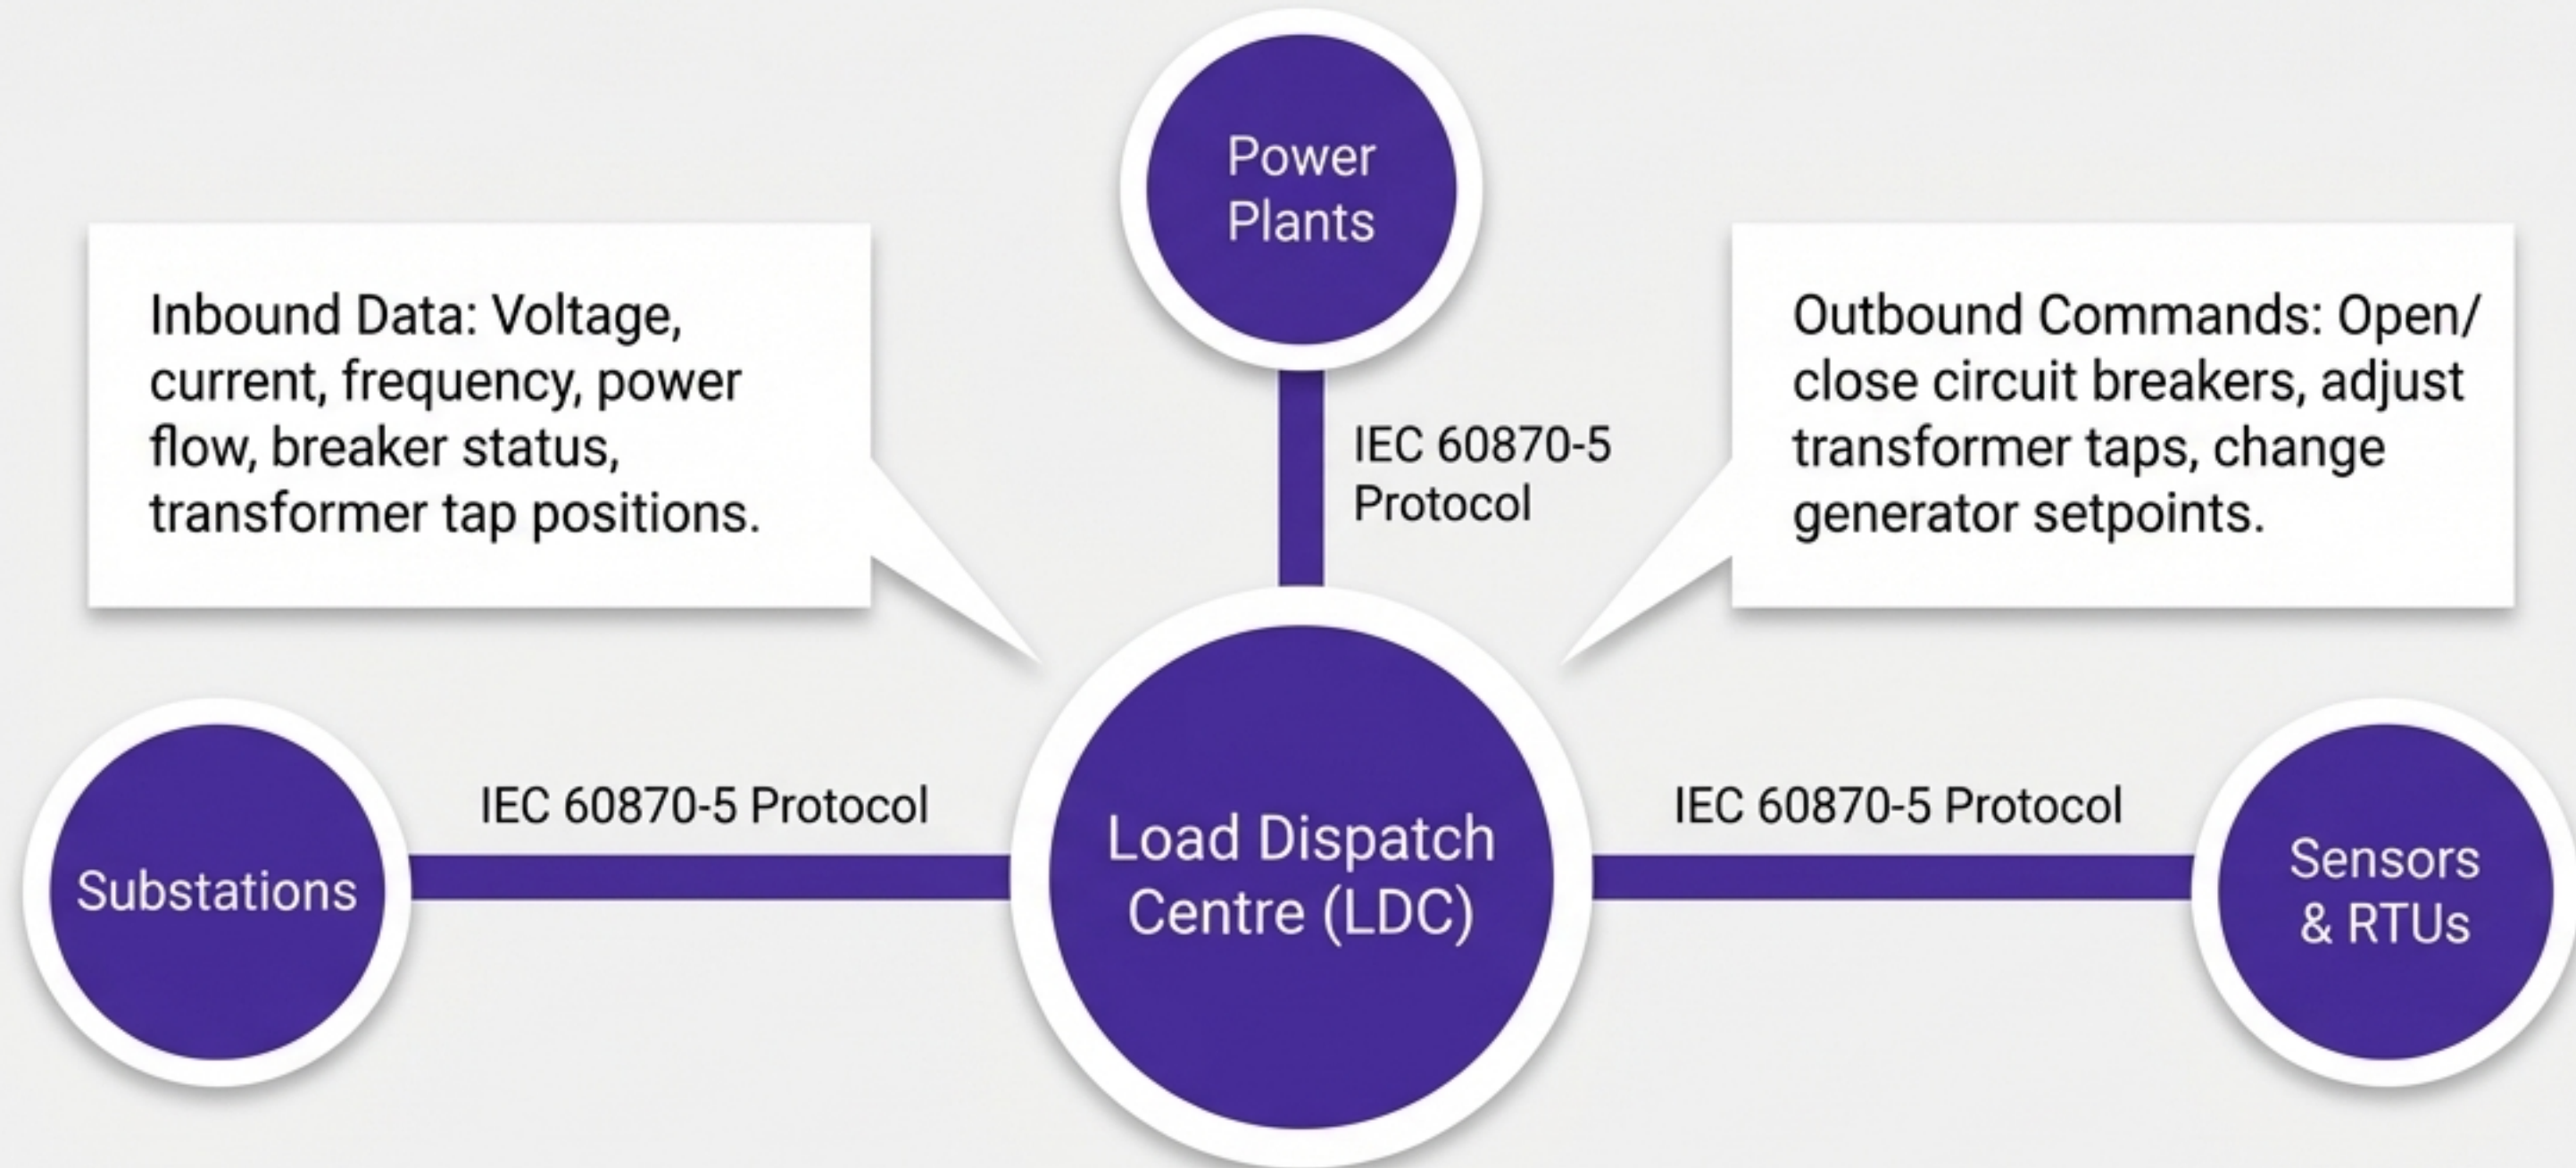 Power
Plants
Inbound Data: Voltage,
current, frequency, power
flow, breaker status,
transformer tap positions.
Outbound Commands: Open/
close circuit breakers, adjust
transformer taps, change
generator setpoints.
IEC 60870-5
Protocol
Substations
IEC 60870-5 Protocol
Load Dispatch
Centre (LDC)
IEC 60870-5 Protocol
Sensors
& RTUs